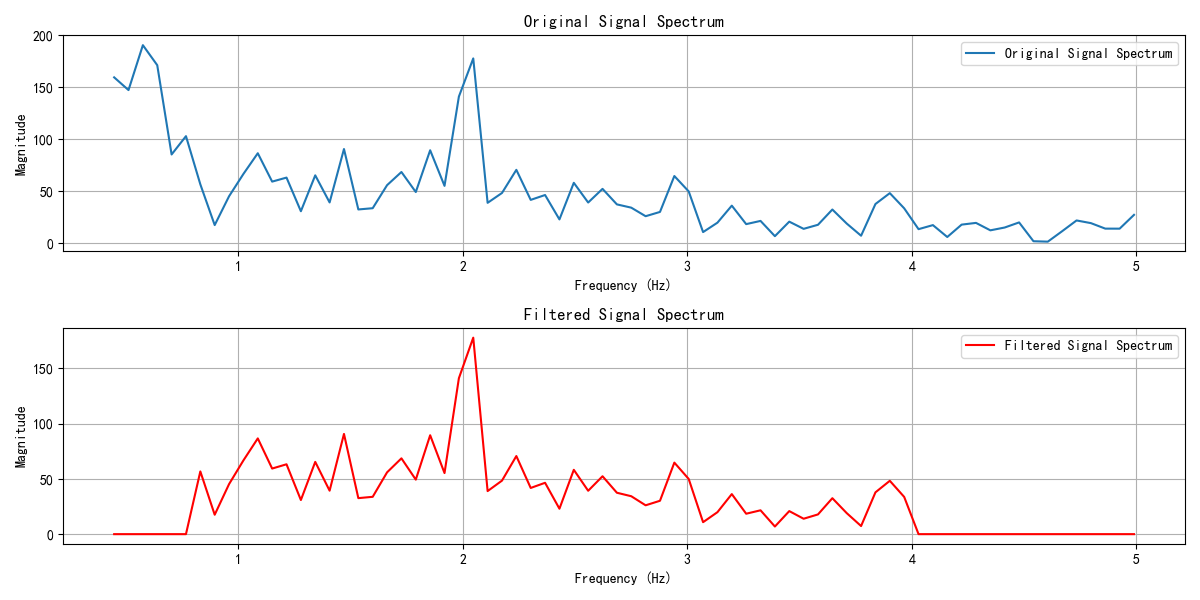 Original Signal Spectrum
200
150
100
50
0
Magnitude
Original Signal Spectrum
1 2 3 4 5
Frequency (Hz)
Filtered Signal Spectrum
150
100
50
0
Magnitude
Filtered Signal Spectrum
1 2 3 4 5
Frequency (Hz)